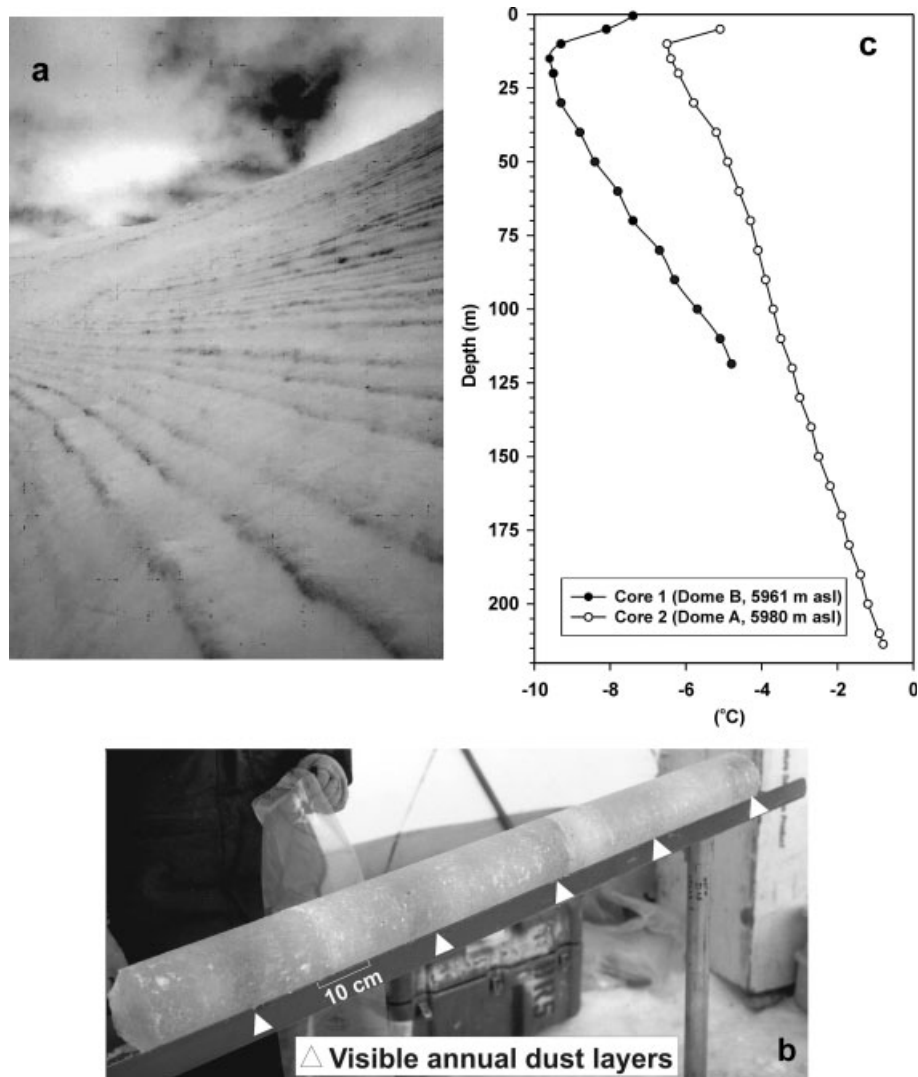 a
c
0
25
50
75
100
125
150
175
200
Depth (m)
Core 1 (Dome B, 5961 m asl)
Core 2 (Dome A, 5980 m asl)
-10
-8
-6
-4
-2
0
(°C)
10 cm
△ Visible annual dust layers
b